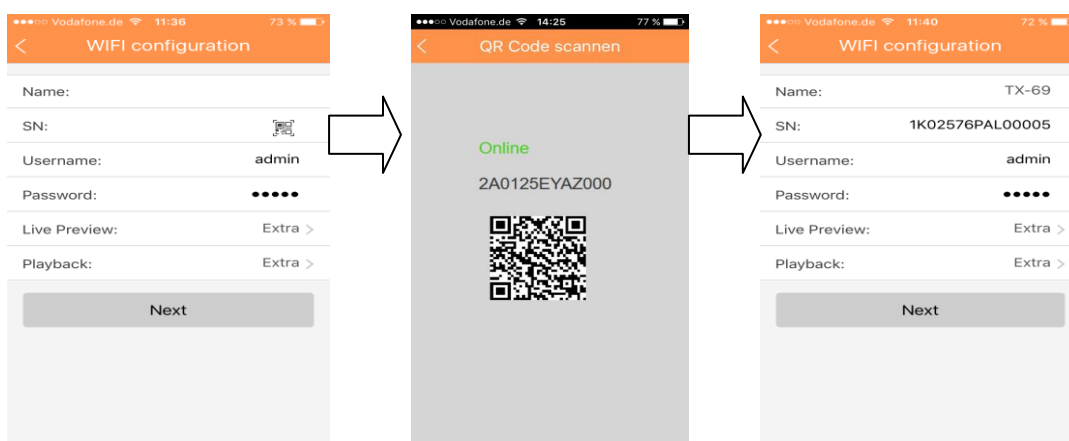 ●●●○○ Vodafone.de 11:36 73 %
WIFI configuration
Name:
SN:
Username: admin
Password: ●●●●●
Live Preview: Extra >
Playback: Extra >
Next
●●●○○ Vodafone.de 14:25 77 %
QR Code scannen
Online
2A0125EYAZ000
●●●○○ Vodafone.de 11:40 72 %
WIFI configuration
Name: TX-69
SN: 1K02576PAL00005
Username: admin
Password: ●●●●●
Live Preview: Extra >
Playback: Extra >
Next